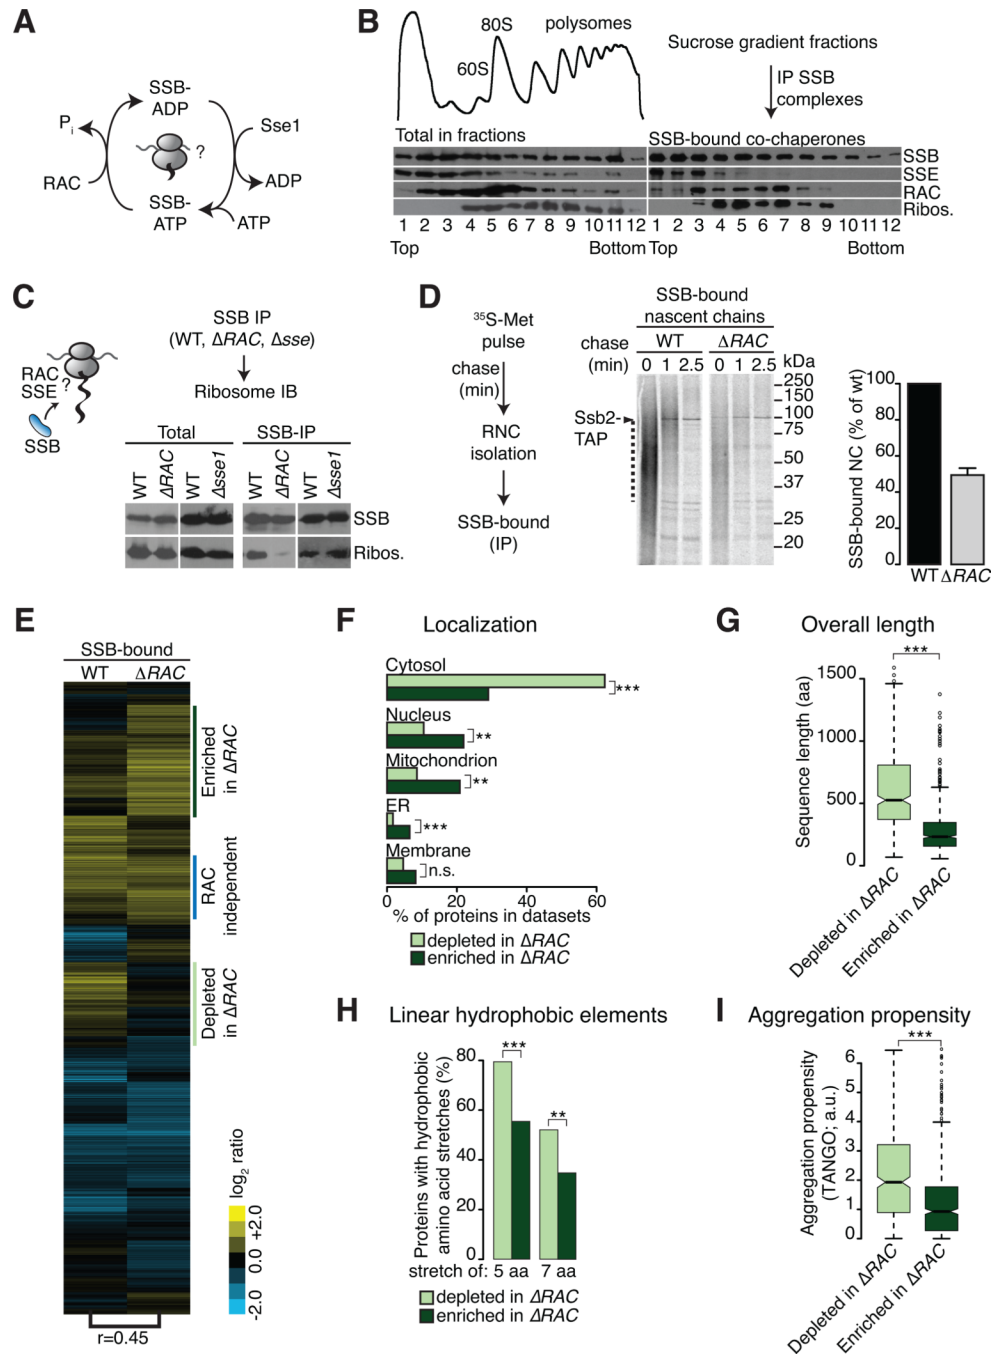 A
SSB-
ADP
Pi
Sse1
?
RAC
ADP
SSB-
ATP
ATP
B
80S
polysomes
60S
Sucrose gradient fractions
IP SSB
complexes
Total in fractions
SSB-bound co-chaperones
SSB
SSE
RAC
Ribos.
1 2 3 4 5 6 7 8 9 10 11 12 1 2 3 4 5 6 7 8 9 10 11 12
Top Bottom Top Bottom
C
SSB IP
(WT, ΔRAC, Δsse)
Ribosome IB
RAC
SSE
?
SSB
Total SSB-IP
WT ΔRAC WT Δsse1 WT ΔRAC WT Δsse1
SSB
Ribos.
D
35S-Met
pulse
chase
(min)
RNC
isolation
SSB-bound
(IP)
SSB-bound
nascent chains
WT ΔRAC
chase
(min)
0 1 2.5 0 1 2.5
kDa
250
150
100
75
50
37
25
20
Ssb2-
TAP
SSB-bound NC (% of wt)
100
80
60
40
20
0
WT ΔRAC
E
SSB-bound
WT ΔRAC
Enriched
in ΔRAC
RAC
independent
Depleted
in ΔRAC
log2 ratio
+2.0
0.0
-2.0
r=0.45
F
Localization
Cytosol
***
Nucleus
**
Mitochondrion
**
ER
***
Membrane
n.s.
0 20 40 60
% of proteins in datasets
depleted in ΔRAC
enriched in ΔRAC
G
Overall length
***
Sequence length (aa)
1500
1000
500
0
Depleted in ΔRAC
Enriched in ΔRAC
H
Linear hydrophobic elements
Proteins with hydrophobic
amino acid stretches (%)
80
60
40
20
0
***
**
stretch of: 5 aa 7 aa
depleted in ΔRAC
enriched in ΔRAC
I
Aggregation propensity
***
Aggregation propensity
(TANGO; a.u.)
6
5
4
3
2
1
0
Depleted in ΔRAC
Enriched in ΔRAC